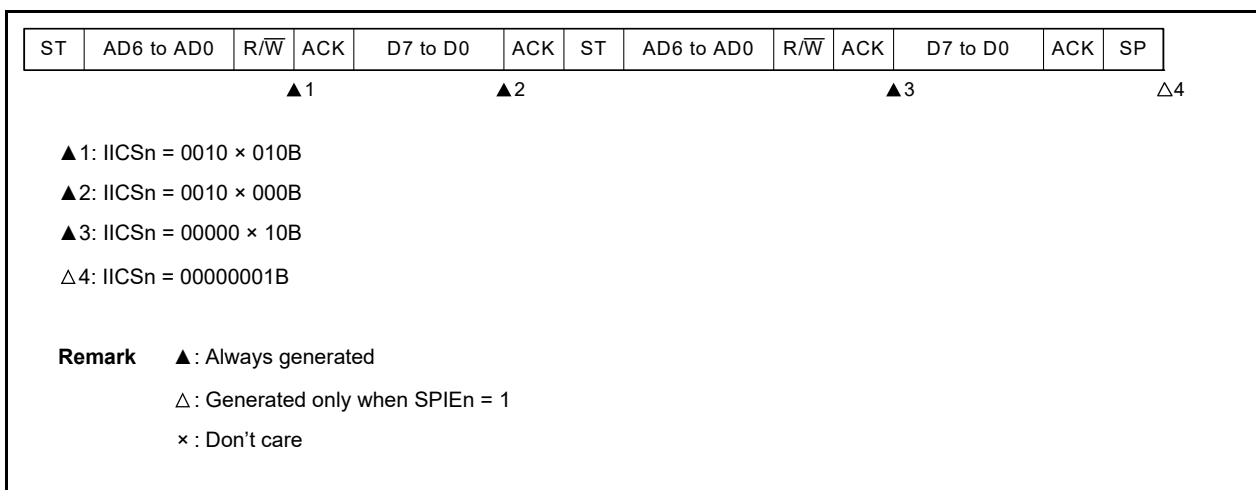 ST AD6 to AD0 R/W̅ ACK D7 to D0 ACK ST AD6 to AD0 R/W̅ ACK D7 to D0 ACK SP
▲1 ▲2 ▲3 △4
▲1: IICSn = 0010 × 010B
▲2: IICSn = 0010 × 000B
▲3: IICSn = 00000 × 10B
△4: IICSn = 00000001B
Remark ▲: Always generated
△: Generated only when SPIEn = 1
×: Don't care